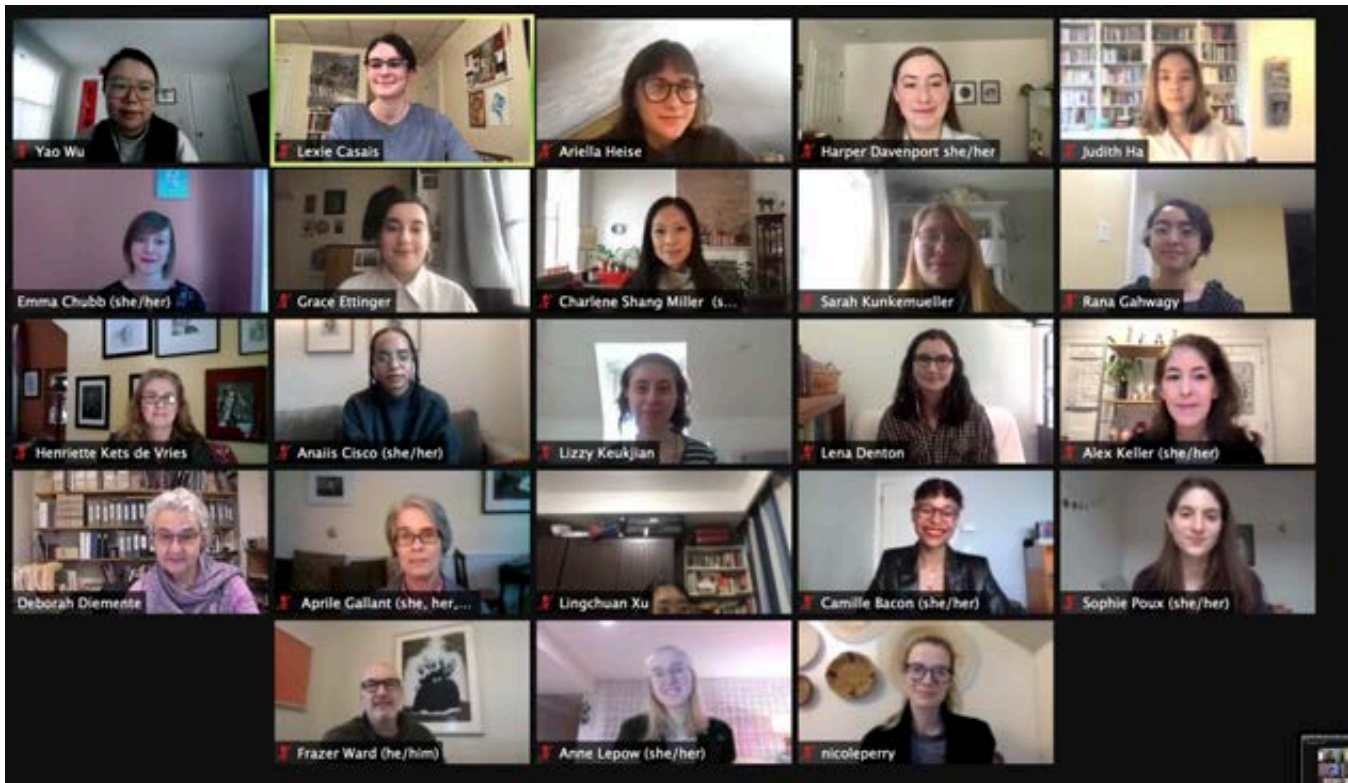 Yao Wu
Lexie Casais
Ariella Heise
Harper Davenport she/her
Judith Ha
Emma Chubb (she/her)
Grace Ettinger
Charlene Shang Miller (s...
Sarah Kunkemueller
Rana Gahwagy
Henriette Kets de Vries
Anaiis Cisco (she/her)
Lizzy Keukjian
Lena Denton
Alex Keller (she/her)
Deborah Diemente
Aprile Gallant (she, her,...
Lingchuan Xu
Camille Bacon (she/her)
Sophie Poux (she/her)
Frazer Ward (he/him)
Anne Lepow (she/her)
nicoleperry